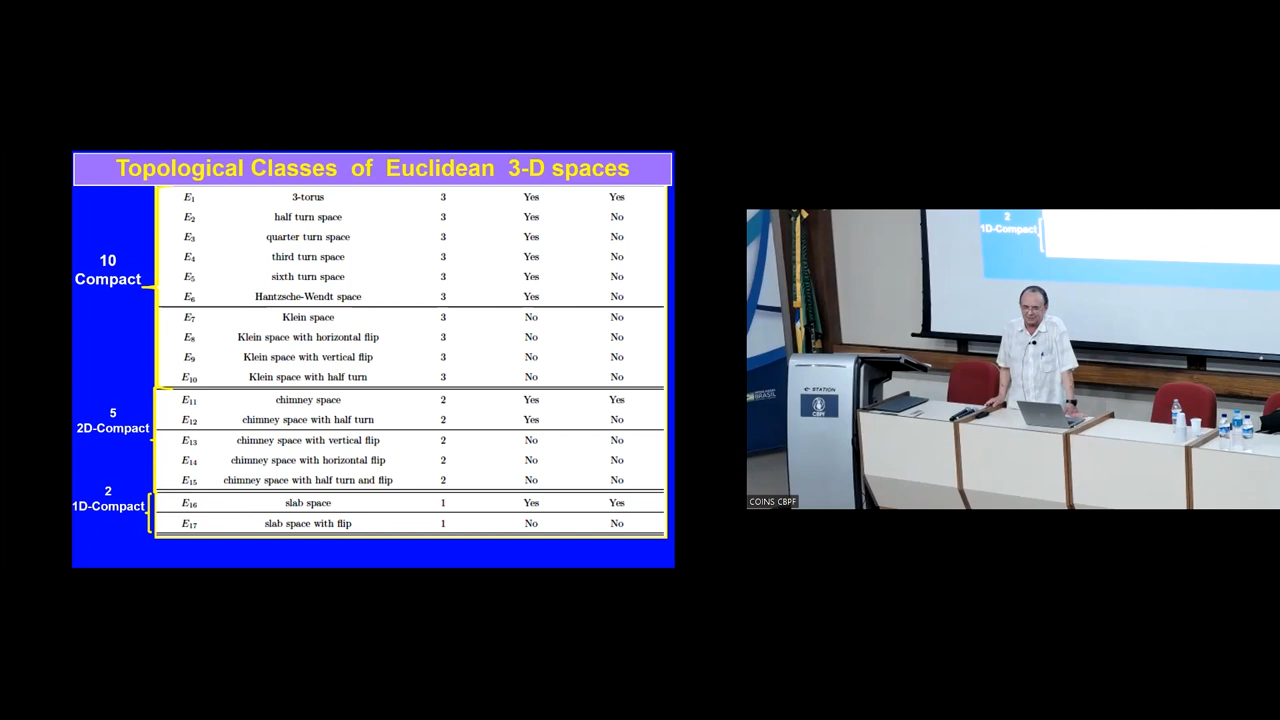 Topological Classes of Euclidean 3-D spaces
10
Compact
5
2D-Compact
2
1D-Compact
E1 3-torus 3 Yes Yes
E2 half turn space 3 Yes No
E3 quarter turn space 3 Yes No
E4 third turn space 3 Yes No
E5 sixth turn space 3 Yes No
E6 Hantzsche-Wendt space 3 Yes No
E7 Klein space 3 No No
E8 Klein space with horizontal flip 3 No No
E9 Klein space with vertical flip 3 No No
E10 Klein space with half turn 3 No No
E11 chimney space 2 Yes Yes
E12 chimney space with half turn 2 Yes No
E13 chimney space with vertical flip 2 No No
E14 chimney space with horizontal flip 2 No No
E15 chimney space with half turn and flip 2 No No
E16 slab space 1 Yes Yes
E17 slab space with flip 1 No No
2
1D-Compact
STATION
CBPF
BRASIL
COINS CBPF